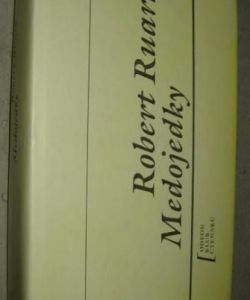 Robert Ruar
Medojedky
ODEON
KLUB
ČTENÁŘŮ